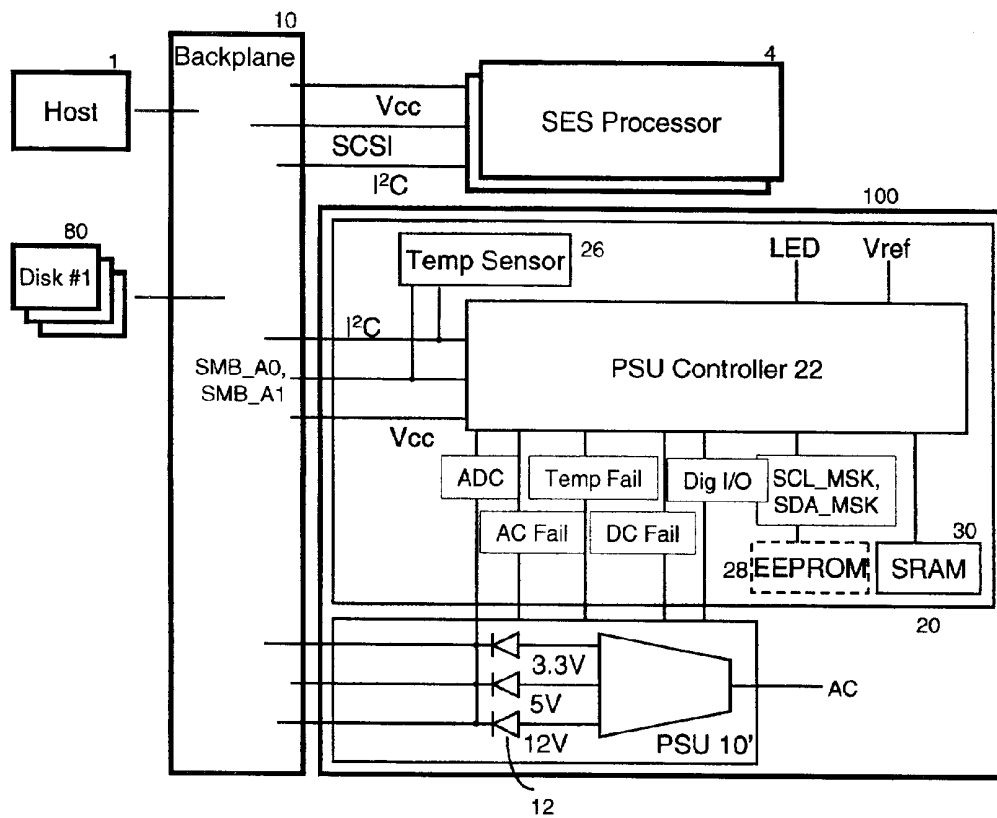 10
Backplane
1
Host
4
SES Processor
Vcc
SCSI
I²C
100
80
Disk #1
Temp Sensor
26
LED
Vref
I²C
SMB_A0,
SMB_A1
Vcc
PSU Controller 22
ADC
Temp Fail
Dig I/O
SCL_MSK,
SDA_MSK
AC Fail
DC Fail
28
EEPROM
30
SRAM
20
3.3V
5V
12V
AC
PSU 10'
12